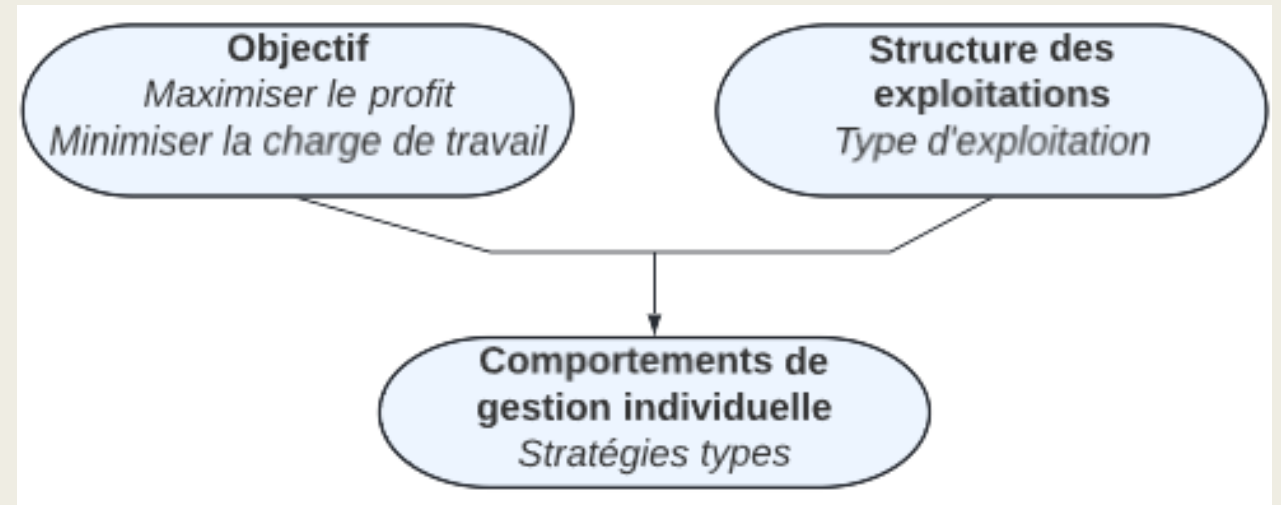 Objectif
Maximiser le profit
Minimiser la charge de travail
Structure des
exploitations
Type d'exploitation
Comportements de
gestion individuelle
Stratégies types